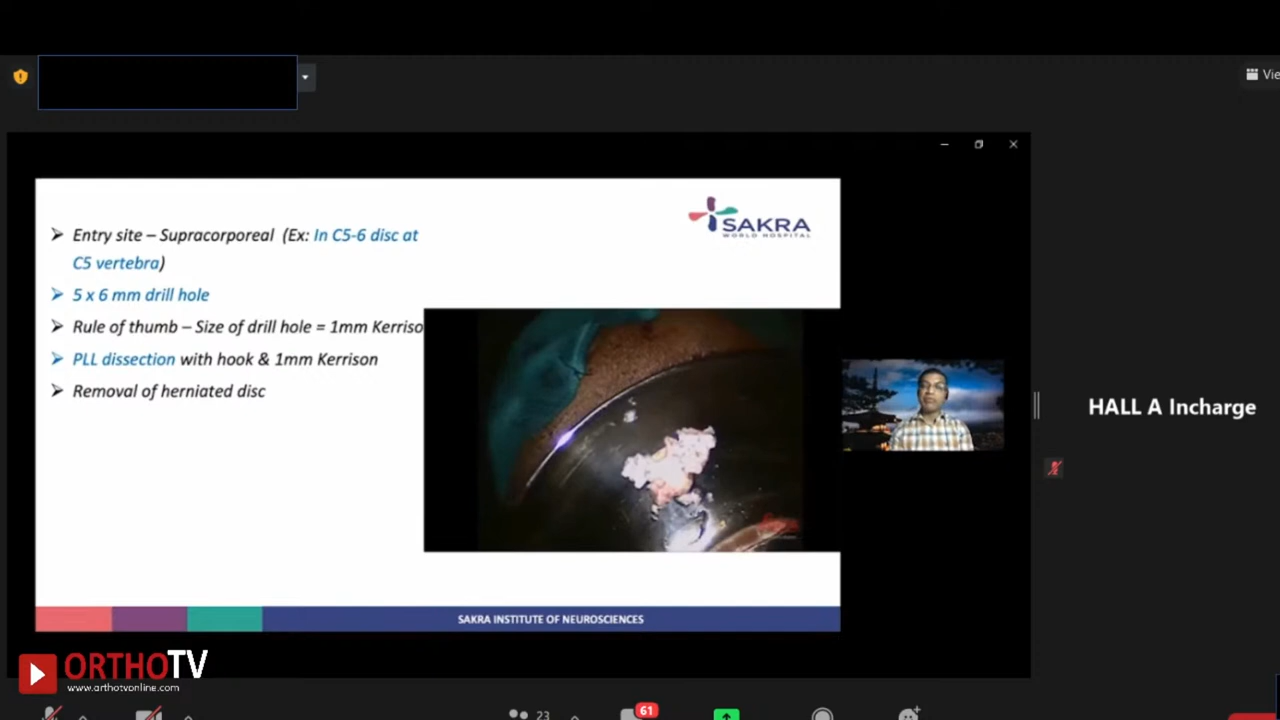 Vie
SAKRA
WORLD HOSPITAL
➢ Entry site – Supracorporeal (Ex: In C5-6 disc at
C5 vertebra)
➢ 5 x 6 mm drill hole
➢ Rule of thumb – Size of drill hole = 1mm Kerriso
➢ PLL dissection with hook & 1mm Kerrison
➢ Removal of herniated disc
HALL A Incharge
SAKRA INSTITUTE OF NEUROSCIENCES
ORTHOTV
www.orthotvonline.com
23
61